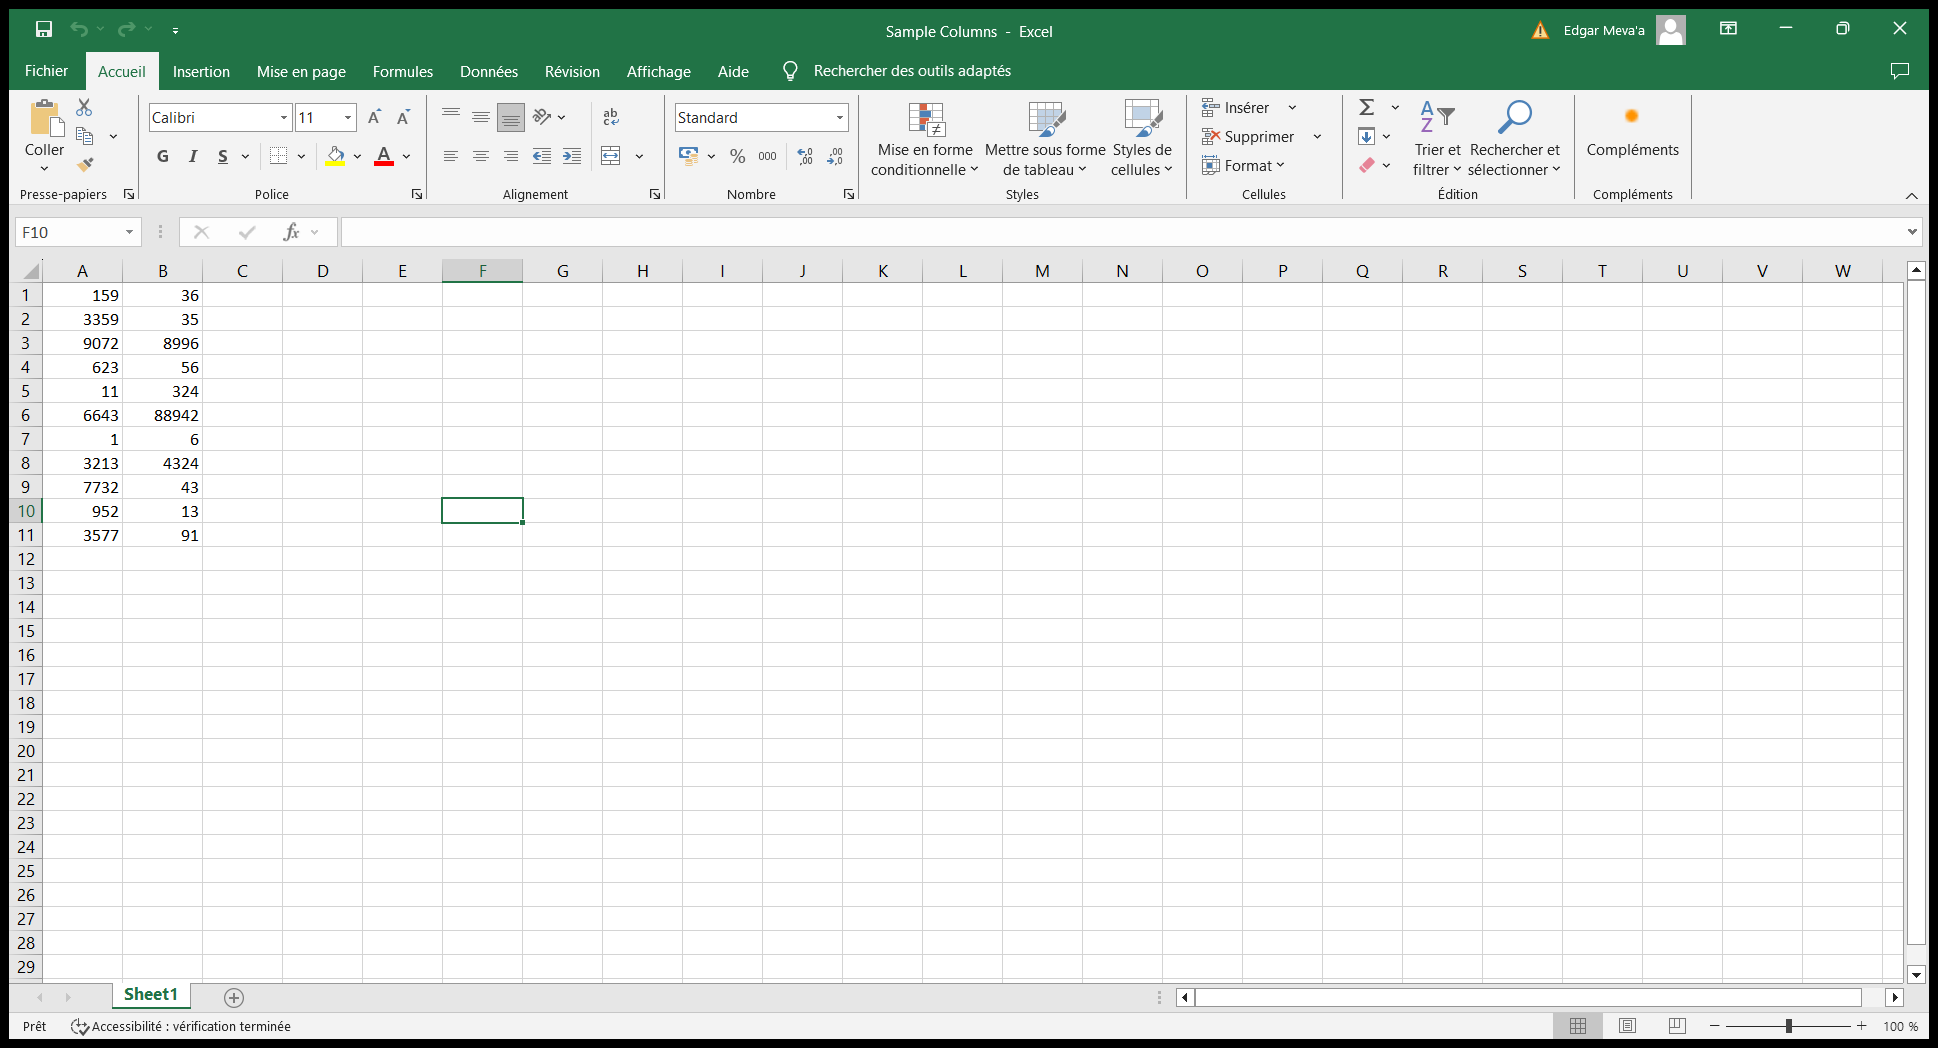 Sample Columns - Excel
Edgar Meva'a
Fichier Accueil Insertion Mise en page Formules Données Révision Affichage Aide Rechercher des outils adaptés
Coller
Presse-papiers
Calibri 11
G I S
A A A
Police
ab
c
Alignement
Standard
% 000 ,00 ,00
Nombre
Mise en forme
conditionnelle
Mettre sous forme
de tableau
Styles de
cellules
Styles
Insérer
Supprimer
Format
Cellules
Σ
A
Z
Trier et
filtrer
Rechercher et
sélectionner
Édition
Compléments
Compléments
F10 fx
A B C D E F G H I J K L M N O P Q R S T U V W
1 159 36
2 3359 35
3 9072 8996
4 623 56
5 11 324
6 6643 88942
7 1 6
8 3213 4324
9 7732 43
10 952 13
11 3577 91
12
13
14
15
16
17
18
19
20
21
22
23
24
25
26
27
28
29
Sheet1
Prêt Accessibilité : vérification terminée 100 %